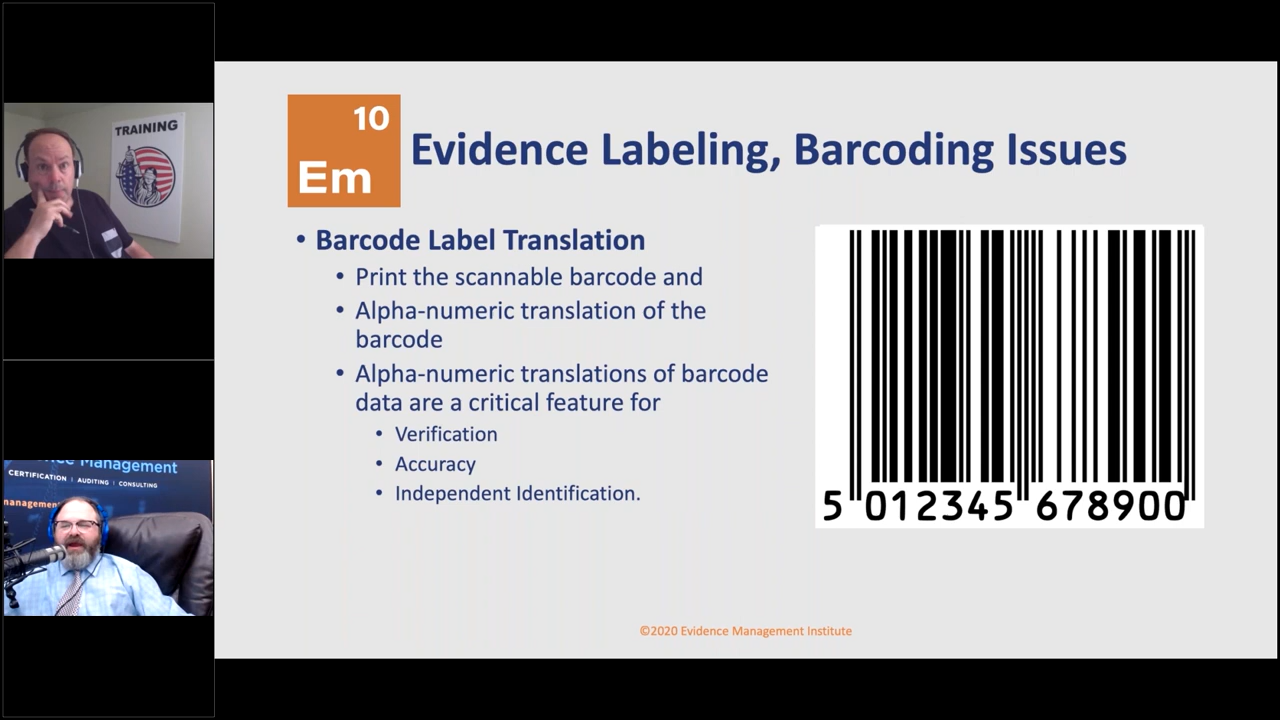 TRAINING
ence Management
CERTIFICATION | AUDITING | CONSULTING
managemen
10
Em
Evidence Labeling, Barcoding Issues
• Barcode Label Translation
• Print the scannable barcode and
• Alpha-numeric translation of the
barcode
• Alpha-numeric translations of barcode
data are a critical feature for
• Verification
• Accuracy
• Independent Identification.
5 012345 678900
©2020 Evidence Management Institute